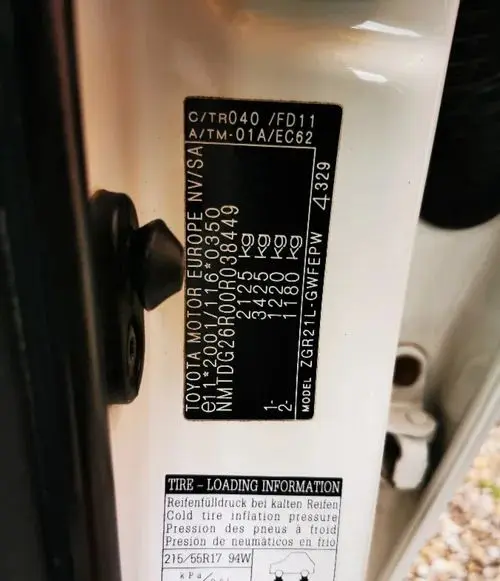 C/TR040 /FD11
A/TM-01A/EC62
TOYOTA MOTOR EUROPE NV/SA
e11*2001/116*0350
NMTDG26R00R038449
2125 kg
3425 kg
1- 1220 kg
2- 1180 kg
MODEL ZGR21L-GWFEPW 4329
TIRE – LOADING INFORMATION
Reifenfülldruck bei kalten Reifen
Cold tire inflation pressure
Pression des pneus à froid
Presión de neumáticos en frio
215/55R17 94W
kPa